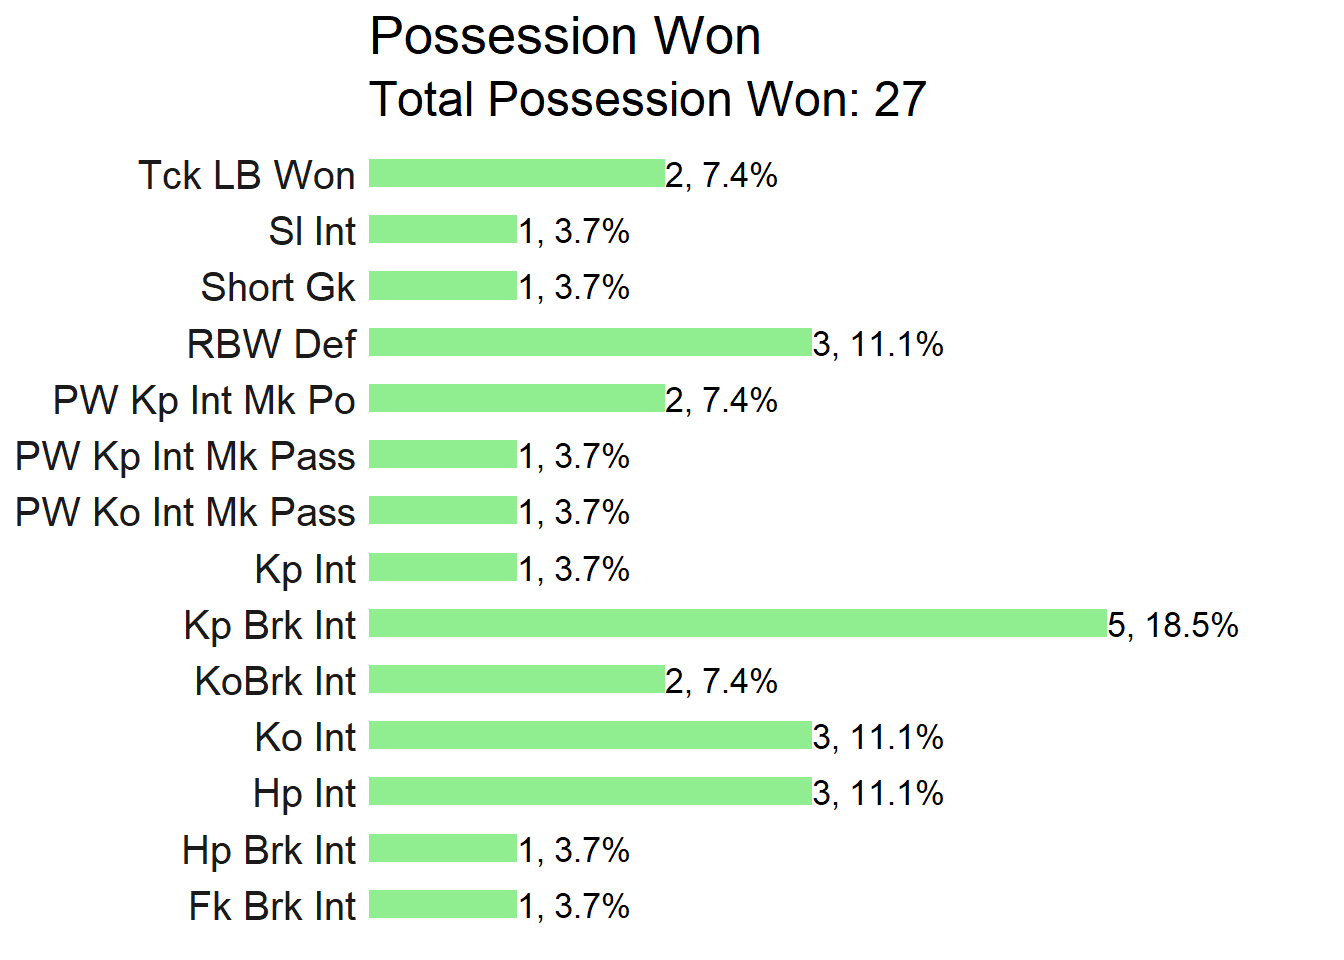 Possession Won
Total Possession Won: 27
Tck LB Won 2, 7.4%
Sl Int 1, 3.7%
Short Gk 1, 3.7%
RBW Def 3, 11.1%
PW Kp Int Mk Po 2, 7.4%
PW Kp Int Mk Pass 1, 3.7%
PW Ko Int Mk Pass 1, 3.7%
Kp Int 1, 3.7%
Kp Brk Int 5, 18.5%
KoBrk Int 2, 7.4%
Ko Int 3, 11.1%
Hp Int 3, 11.1%
Hp Brk Int 1, 3.7%
Fk Brk Int 1, 3.7%